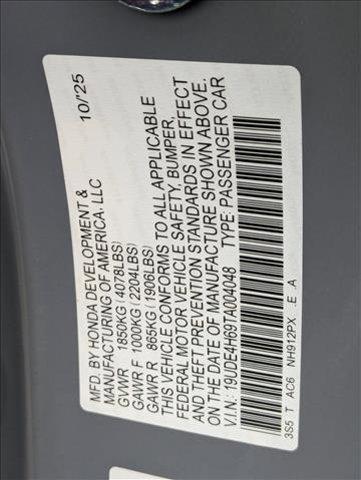 MFD. BY HONDA DEVELOPMENT & 10/'25
MANUFACTURING OF AMERICA, LLC
GVWR 1850KG (4078LBS)
GAWR F 1000KG (2204LBS)
GAWR R 865KG (1906LBS)
THIS VEHICLE CONFORMS TO ALL APPLICABLE
FEDERAL MOTOR VEHICLE SAFETY, BUMPER,
AND THEFT PREVENTION STANDARDS IN EFFECT
ON THE DATE OF MANUFACTURE SHOWN ABOVE.
V.I.N.: 19UDE4H69TA004048 TYPE: PASSENGER CAR
3S5 T AC6 NH912PX .E .A